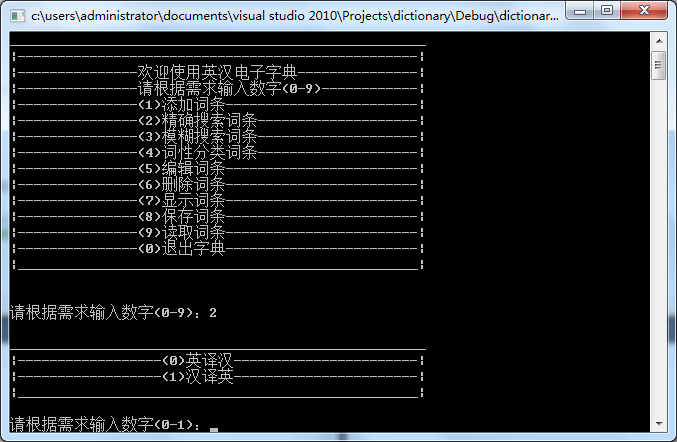 c:\users\administrator\documents\visual studio 2010\Projects\dictionary\Debug\dictionar...
欢迎使用英汉电子字典
请根据需求输入数字(0-9)
(1)添加词条
(2)精确搜索词条
(3)模糊搜索词条
(4)词性分类词条
(5)编辑词条
(6)删除词条
(7)显示词条
(8)保存词条
(9)读取词条
(0)退出字典
请根据需求输入数字(0-9): 2
(0)英译汉
(1)汉译英
请根据需求输入数字(0-1):